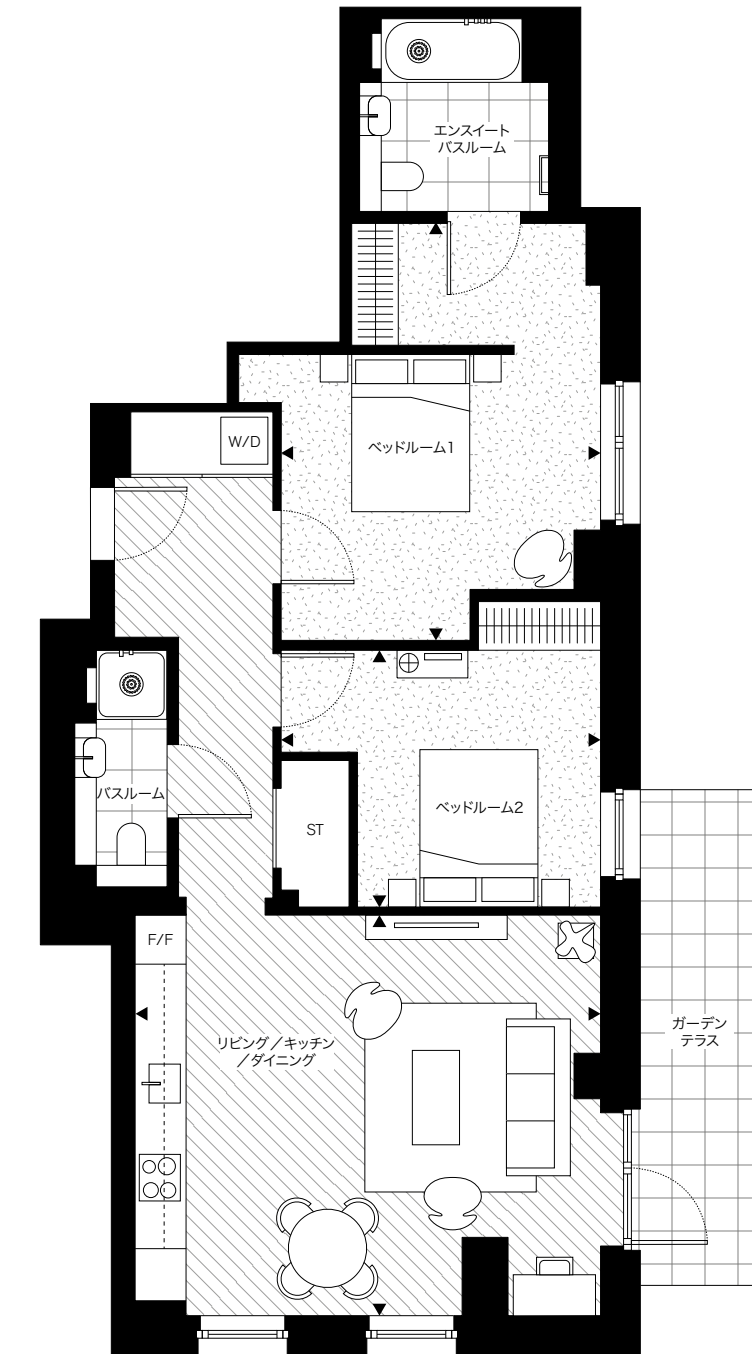 エンスイート
バスルーム
W/D
ベッドルーム1
バスルーム
ST
ベッドルーム2
F/F
リビング／キッチン
／ダイニング
ガーデン
テラス